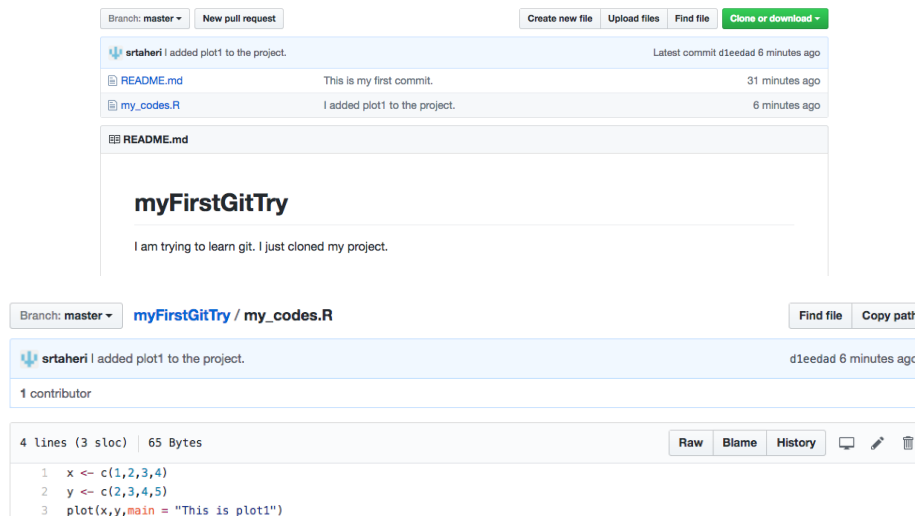 Branch: master New pull request Create new file Upload files Find file Clone or download
srtaheri I added plot1 to the project. Latest commit d1eedad 6 minutes ago
README.md This is my first commit. 31 minutes ago
my_codes.R I added plot1 to the project. 6 minutes ago
README.md
myFirstGitTry
I am trying to learn git. I just cloned my project.
Branch: master myFirstGitTry / my_codes.R Find file Copy path
srtaheri I added plot1 to the project. d1eedad 6 minutes ago
1 contributor
4 lines (3 sloc) 65 Bytes Raw Blame History
1 x <- c(1,2,3,4)
2 y <- c(2,3,4,5)
3 plot(x,y,main = "This is plot1")